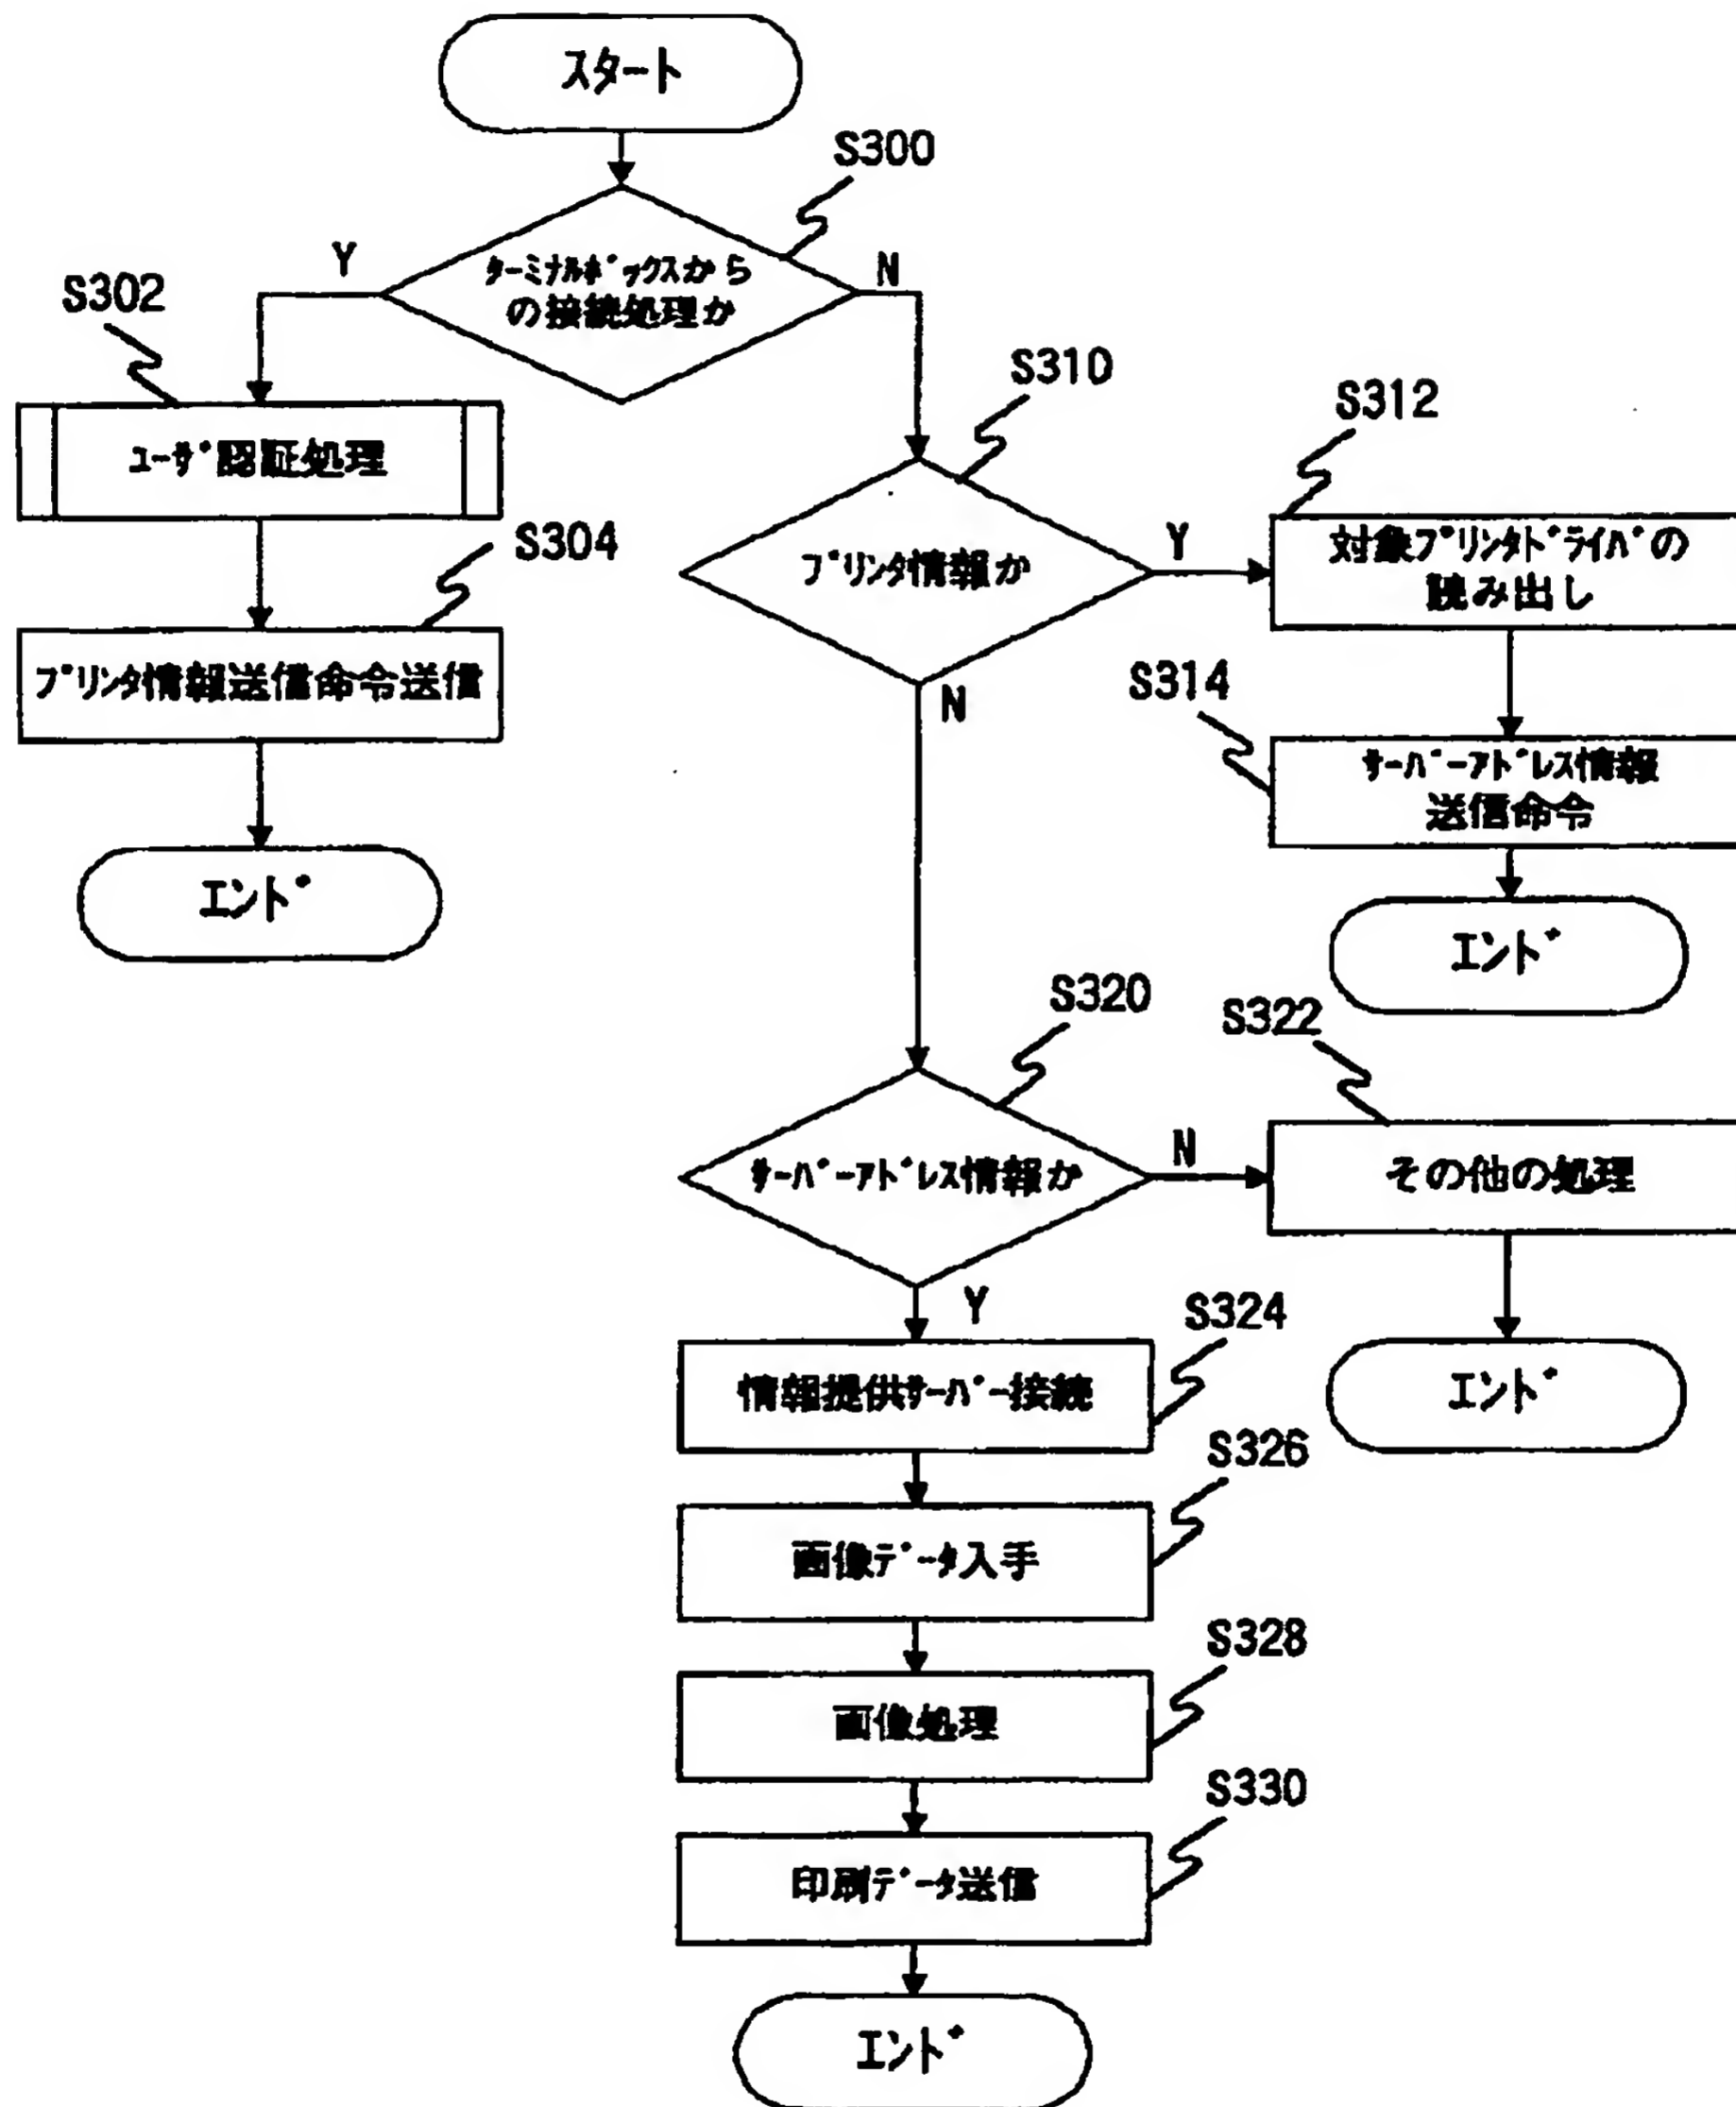 スタート
S300
Y
N
ﾀｰﾐﾅﾙﾎﾞｯｸｽから
の接続処理か
S302
ﾕｰｻﾞ認証処理
S304
ﾌﾟﾘﾝﾀ情報送信命令送信
ｴﾝﾄﾞ
S310
ﾌﾟﾘﾝﾀ情報か
Y
N
S312
対象ﾌﾟﾘﾝﾀﾄﾞﾗｲﾊﾞの
読み出し
S314
ｻｰﾊﾞｰｱﾄﾞﾚｽ情報
送信命令
ｴﾝﾄﾞ
S320
ｻｰﾊﾞｰｱﾄﾞﾚｽ情報か
N
Y
S322
その他の処理
ｴﾝﾄﾞ
S324
情報提供ｻｰﾊﾞｰ接続
S326
画像ﾃﾞｰﾀ入手
S328
画像処理
S330
印刷ﾃﾞｰﾀ送信
ｴﾝﾄﾞ